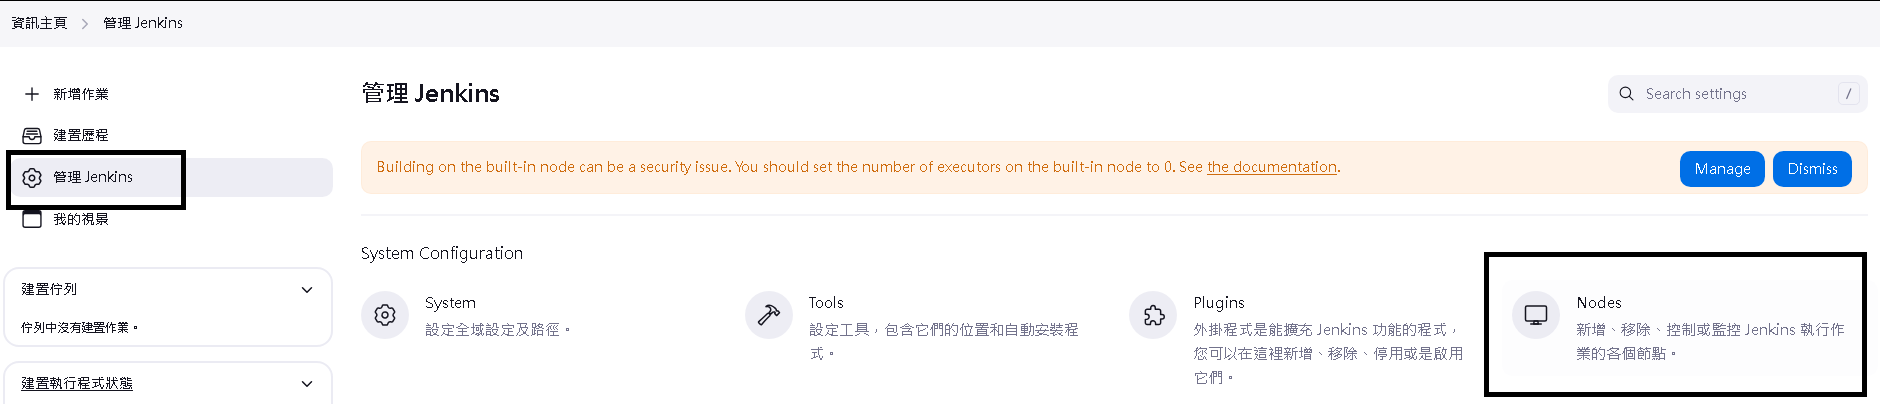 資訊主頁 > 管理 Jenkins
新增作業
建置歷程
管理 Jenkins
我的視景
建置佇列
佇列中沒有建置作業。
建置執行程式狀態
管理 Jenkins
Search settings /
Building on the built-in node can be a security issue. You should set the number of executors on the built-in node to 0. See the documentation.
Manage
Dismiss
System Configuration
System
設定全域設定及路徑。
Tools
設定工具，包含它們的位置和自動安裝程
式。
Plugins
外掛程式是能擴充 Jenkins 功能的程式，
您可以在這裡新增、移除、停用或是啟用
它們。
Nodes
新增、移除、控制或監控 Jenkins 執行作
業的各個節點。